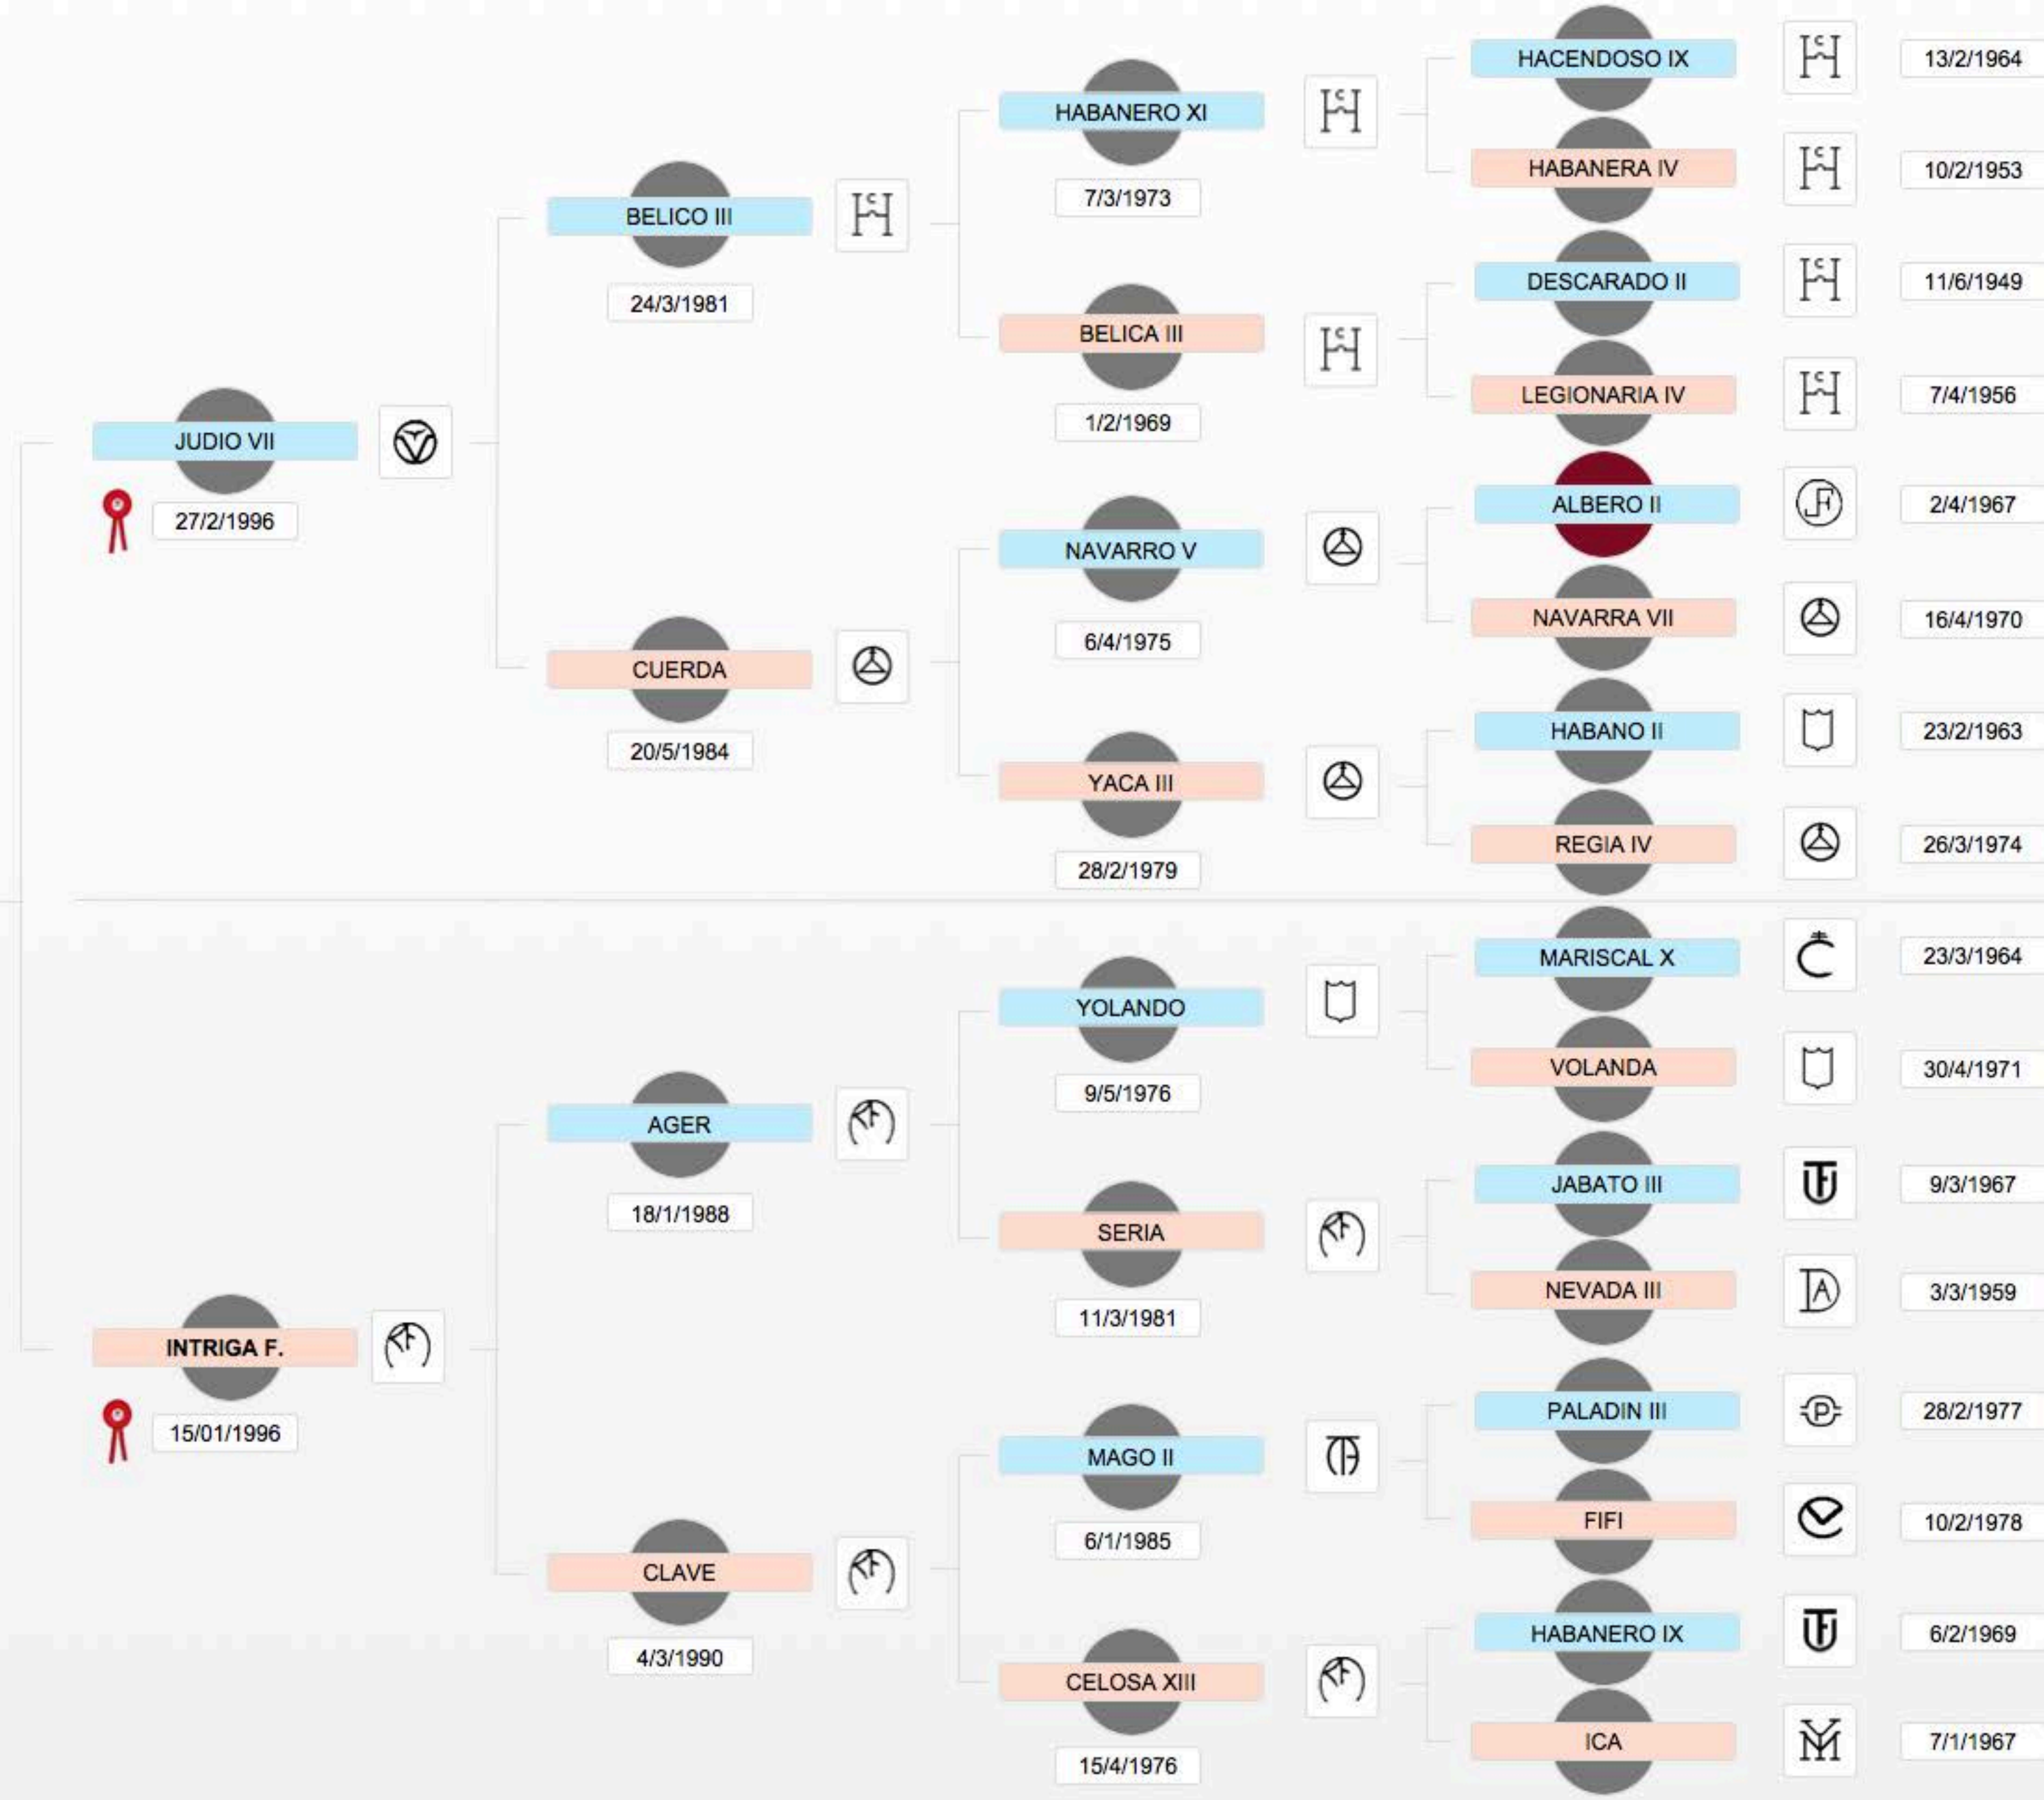 JUDIO VII
27/2/1996
BELICO III
24/3/1981
HABANERO XI
7/3/1973
HACENDOSO IX
13/2/1964
HABANERA IV
10/2/1953
BELICA III
1/2/1969
DESCARADO II
11/6/1949
LEGIONARIA IV
7/4/1956
CUERDA
20/5/1984
NAVARRO V
6/4/1975
ALBERO II
2/4/1967
NAVARRA VII
16/4/1970
YACA III
28/2/1979
HABANO II
23/2/1963
REGIA IV
26/3/1974
INTRIGA F.
15/01/1996
AGER
18/1/1988
YOLANDO
9/5/1976
MARISCAL X
23/3/1964
VOLANDA
30/4/1971
SERIA
11/3/1981
JABATO III
9/3/1967
NEVADA III
3/3/1959
CLAVE
4/3/1990
MAGO II
6/1/1985
PALADIN III
28/2/1977
FIFI
10/2/1978
CELOSA XIII
15/4/1976
HABANERO IX
6/2/1969
ICA
7/1/1967